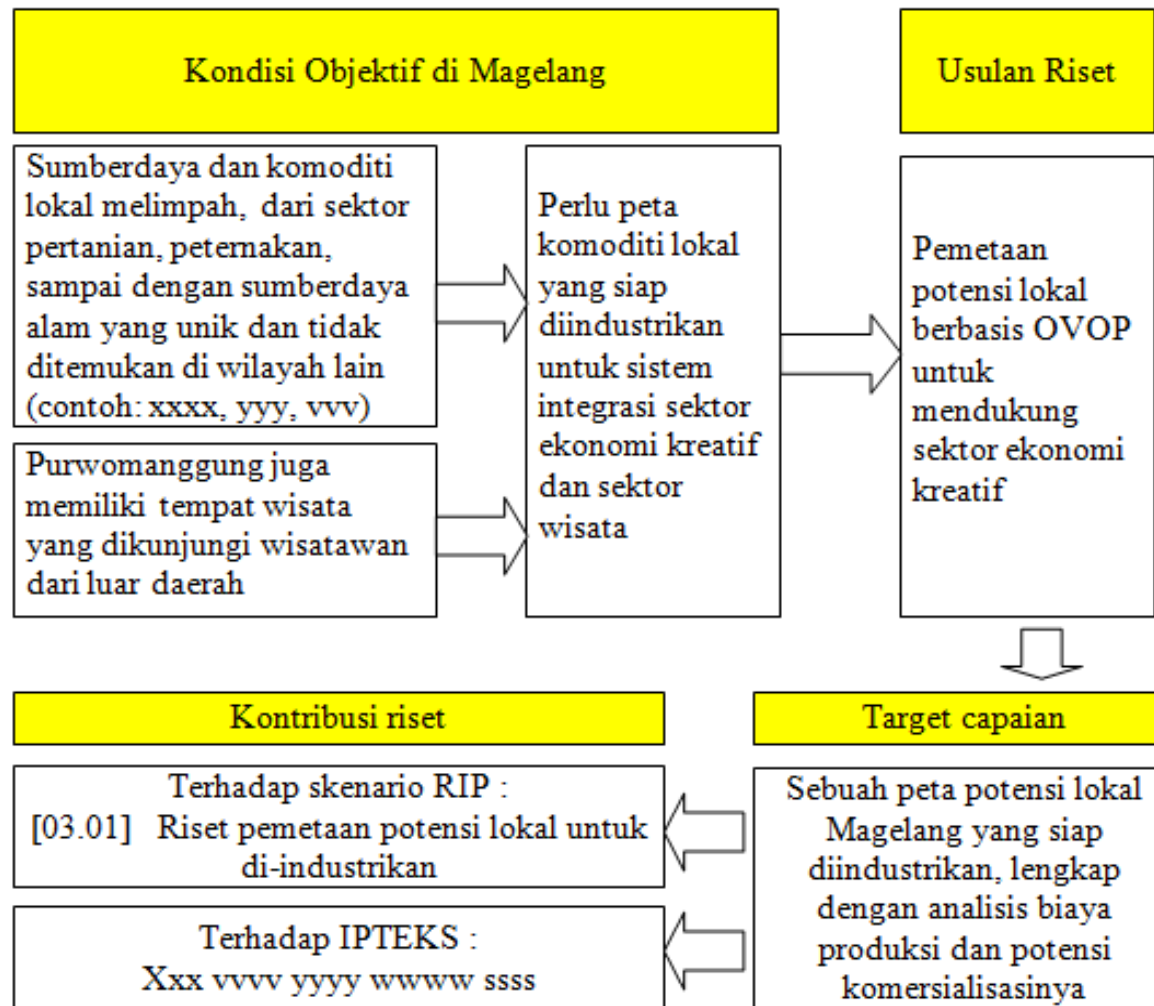 Kondisi Objektif di Magelang
Usulan Riset
Sumberdaya dan komoditi
lokal melimpah, dari sektor
pertanian, peternakan,
sampai dengan sumberdaya
alam yang unik dan tidak
ditemukan di wilayah lain
(contoh: xxxx, yyy, vvv)
Purwomanggung juga
memiliki tempat wisata
yang dikunjungi wisatawan
dari luar daerah
Perlu peta
komoditi lokal
yang siap
diindustrikan
untuk sistem
integrasi sektor
ekonomi kreatif
dan sektor
wisata
Pemetaan
potensi lokal
berbasis OVOP
untuk
mendukung
sektor ekonomi
kreatif
Kontribusi riset
Target capaian
Terhadap skenario RIP :
[03.01] Riset pemetaan potensi lokal untuk
di-industrikan
Terhadap IPTEKS :
Xxx vvvv yyyy wwww ssss
Sebuah peta potensi lokal
Magelang yang siap
diindustrikan, lengkap
dengan analisis biaya
produksi dan potensi
komersialisasinya